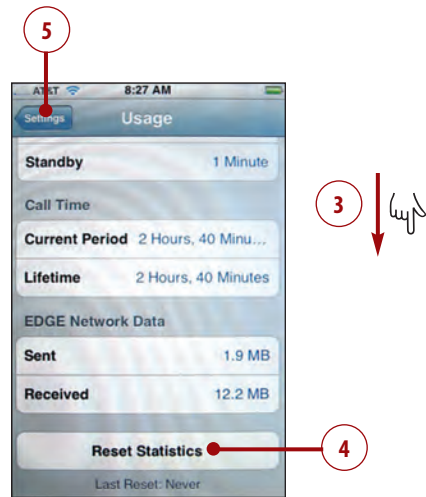 5
AT&T 8:27 AM
Settings Usage
Standby 1 Minute
Call Time
Current Period 2 Hours, 40 Minu...
Lifetime 2 Hours, 40 Minutes
3
EDGE Network Data
Sent 1.9 MB
Received 12.2 MB
Reset Statistics 4
Last Reset: Never